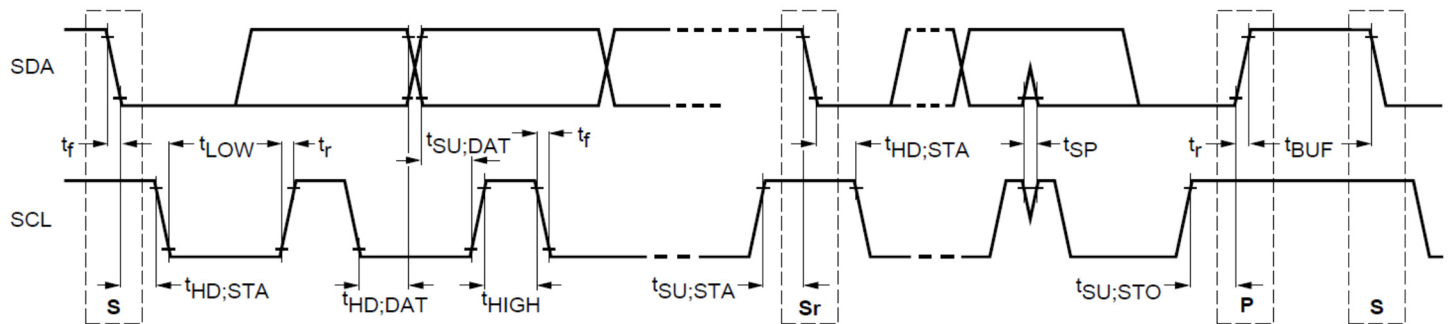 SDA
t_f t_LOW t_r t_SU;DAT t_f t_HD;STA t_SP t_r t_BUF
SCL
S t_HD;STA t_HD;DAT t_HIGH t_SU;STA Sr t_SU;STO P S